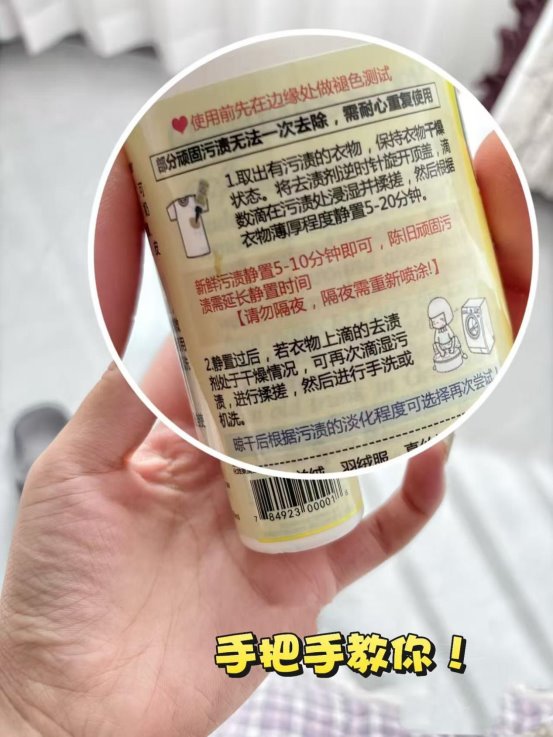 使用前先在边缘处做褪色测试
部分顽固污渍无法一次去除，需耐心重复使用
1.取出有污渍的衣物，保持衣物干燥
状态。将去渍剂逆时针旋开顶盖，滴
数滴在污渍处浸湿并揉搓，然后根据
衣物薄厚程度静置5-20分钟。
新鲜污渍静置5-10分钟即可，陈旧顽固污
渍需延长静置时间
【请勿隔夜，隔夜需重新喷涂!】
2.静置过后，若衣物上滴的去渍
剂处于干燥情况，可再次滴湿污
渍，进行揉搓，然后进行手洗或
机洗。
晾干后根据污渍的淡化程度可选择再次尝试！
羽绒服
7 84923 00001 8
手把手教你！